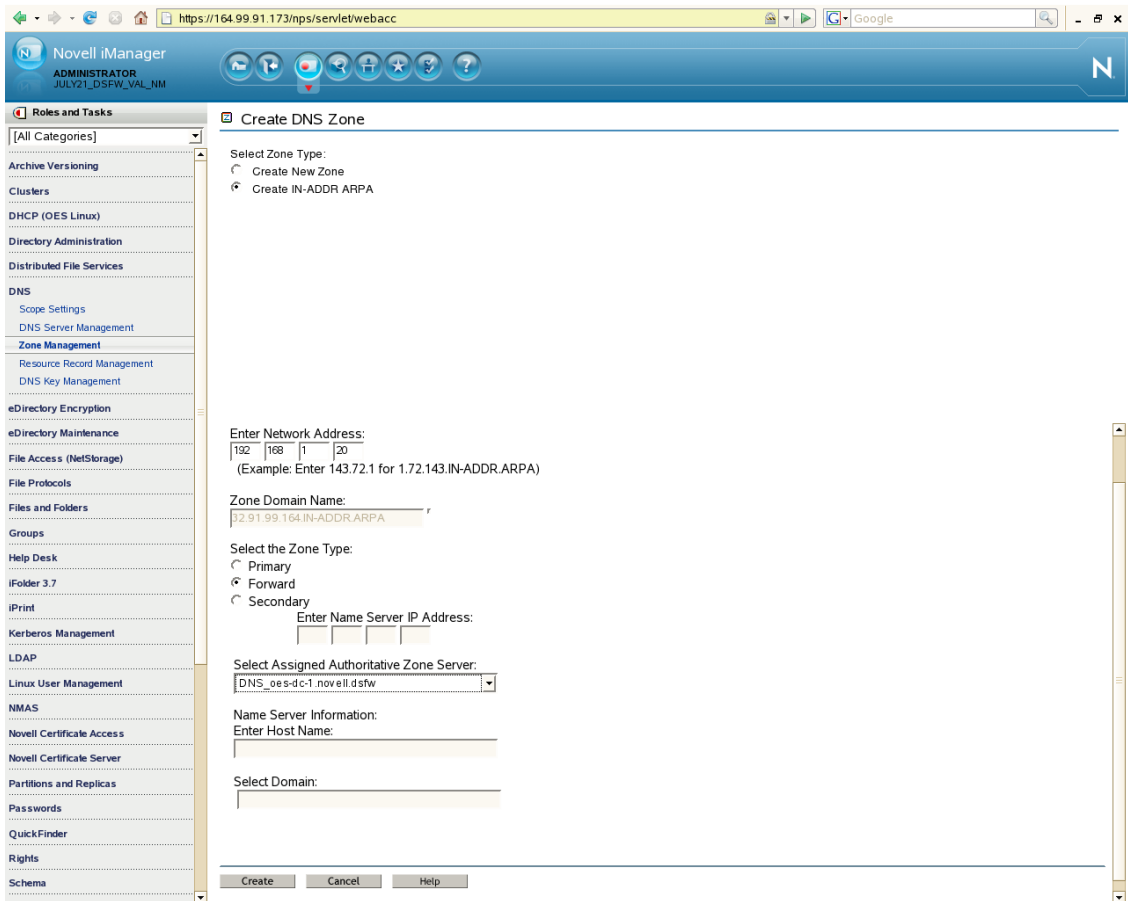 https://164.99.91.173/nps/servlet/webacc
G
Google
N
Novell iManager
ADMINISTRATOR
JULY21_DSFW_VAL_NM
?
N
Roles and Tasks
[All Categories]
Archive Versioning
Clusters
DHCP (OES Linux)
Directory Administration
Distributed File Services
DNS
Scope Settings
DNS Server Management
Zone Management
Resource Record Management
DNS Key Management
eDirectory Encryption
eDirectory Maintenance
File Access (NetStorage)
File Protocols
Files and Folders
Groups
Help Desk
iFolder 3.7
iPrint
Kerberos Management
LDAP
Linux User Management
NMAS
Novell Certificate Access
Novell Certificate Server
Partitions and Replicas
Passwords
QuickFinder
Rights
Schema
Create DNS Zone
Select Zone Type:
Create New Zone
Create IN-ADDR ARPA
Enter Network Address:
192 168 1 20
(Example: Enter 143.72.1 for 1.72.143.IN-ADDR.ARPA)
Zone Domain Name:
32.91.99.164.IN-ADDR.ARPA
Select the Zone Type:
Primary
Forward
Secondary
Enter Name Server IP Address:
Select Assigned Authoritative Zone Server:
DNS_oes-dc-1.novell.dsfw
Name Server Information:
Enter Host Name:
Select Domain:
Create Cancel Help